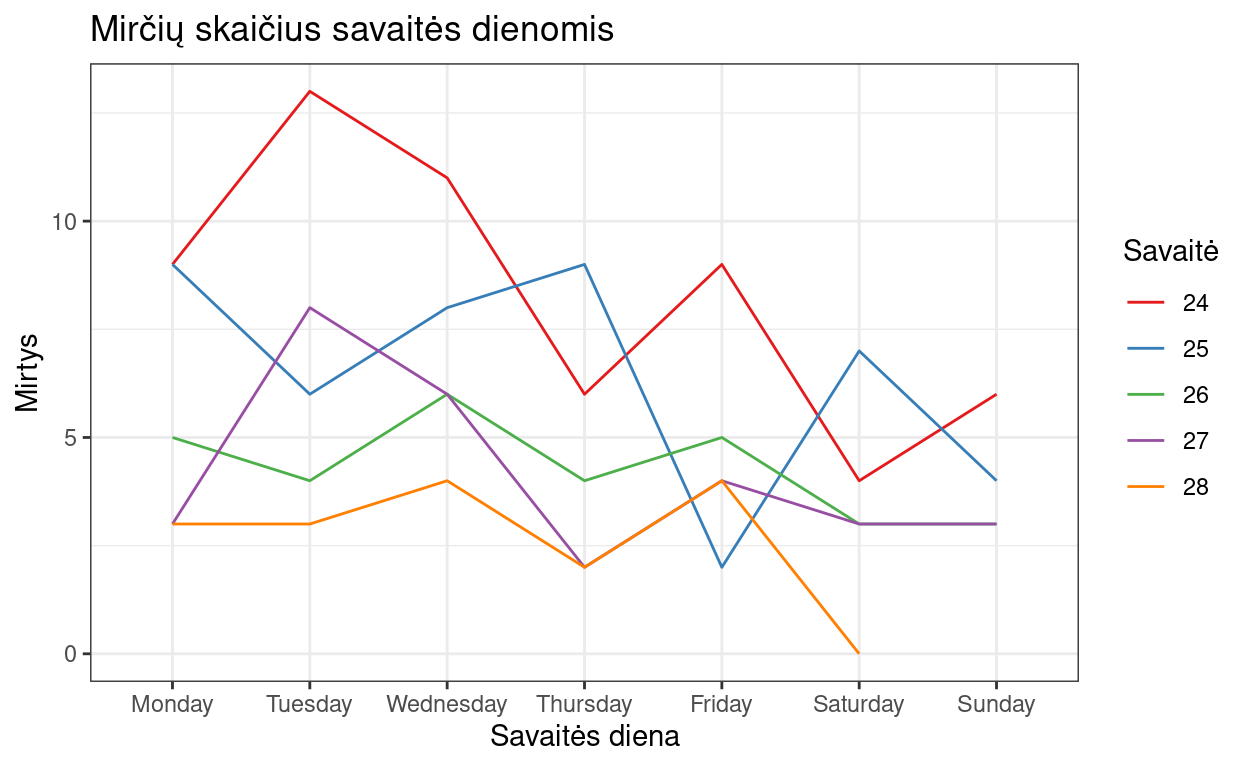 Mirčių skaičius savaitės dienomis
Mirtys
10
5
0
Monday Tuesday Wednesday Thursday Friday Saturday Sunday
Savaitės diena
Savaitė
24
25
26
27
28